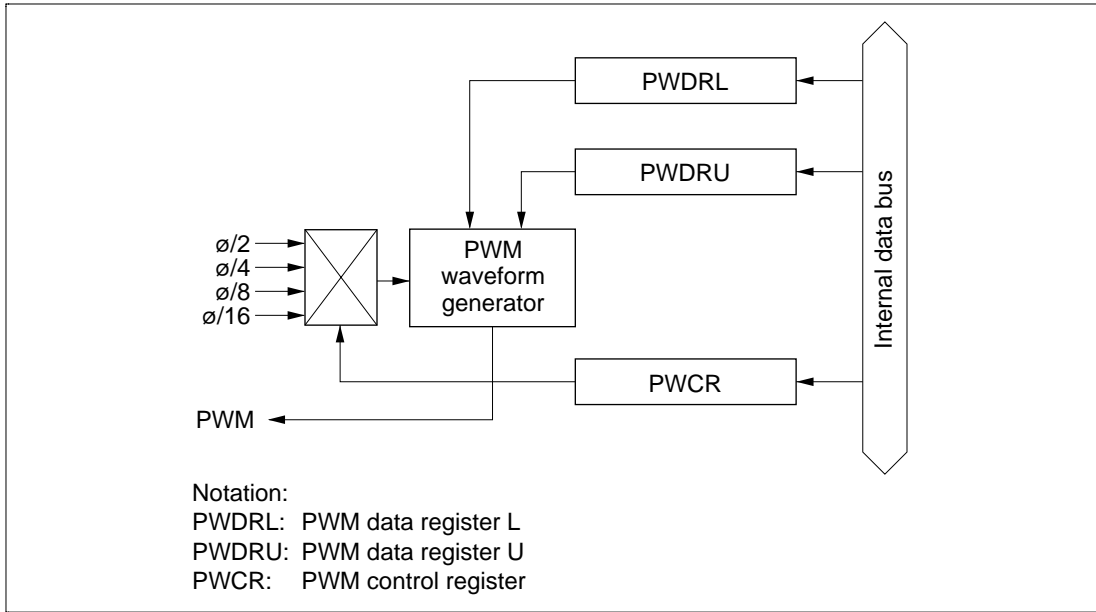 PWDRL
PWDRU
Internal data bus
ø/2
ø/4
ø/8
ø/16
PWM
waveform
generator
PWCR
PWM
Notation:
PWDRL: PWM data register L
PWDRU: PWM data register U
PWCR: PWM control register